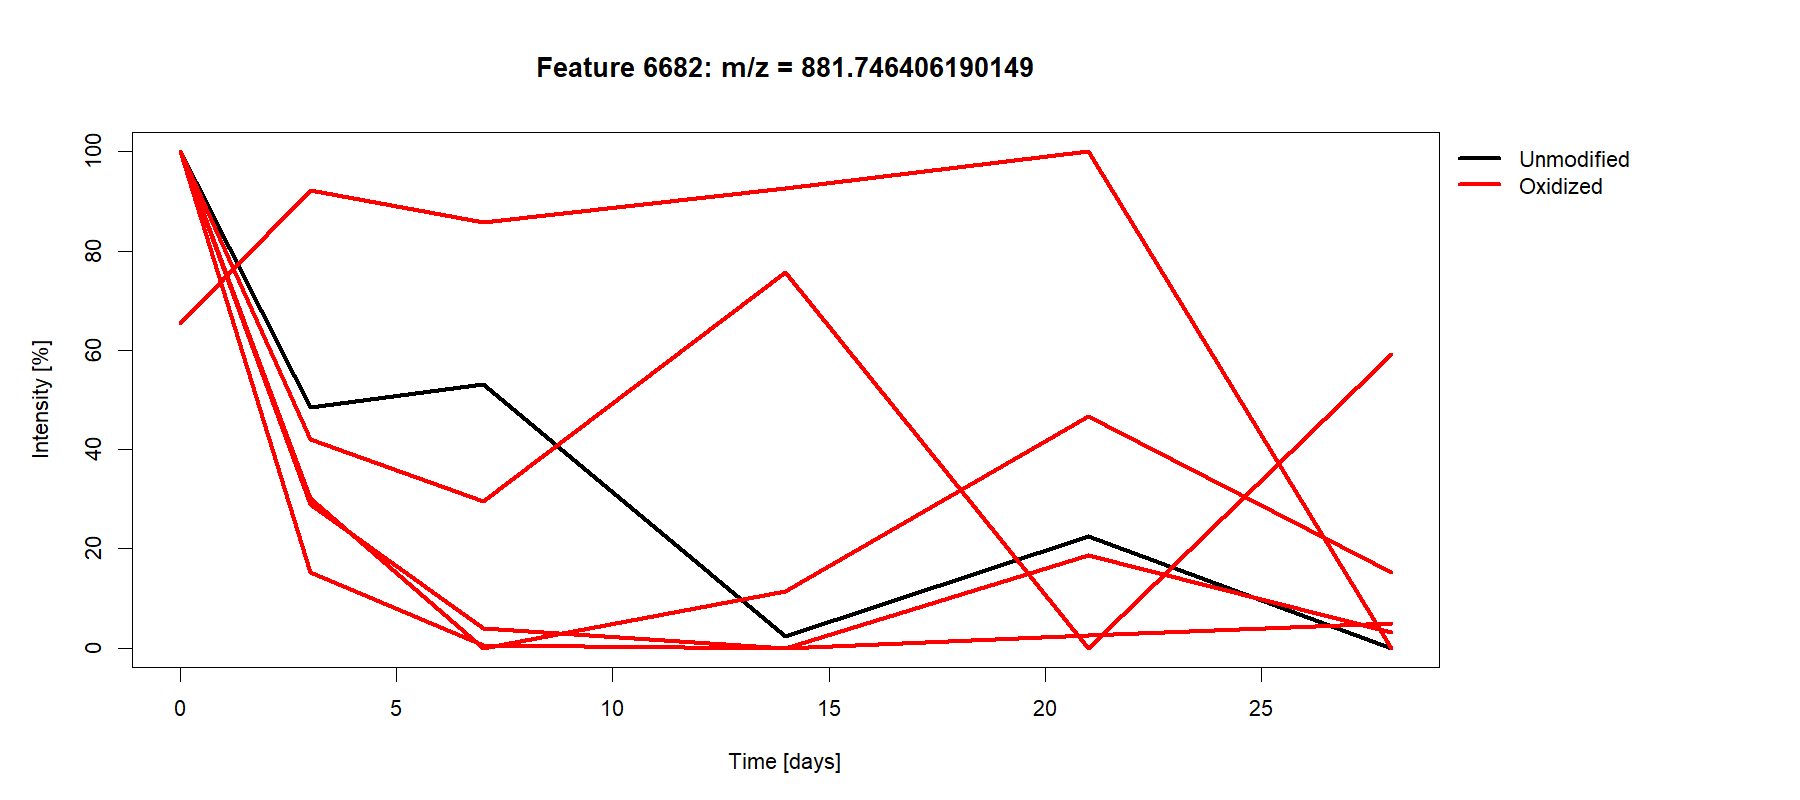 Feature 6682: m/z = 881.746406190149
Unmodified
Oxidized
Intensity [%]
100
80
60
40
20
0
0 5 10 15 20 25
Time [days]